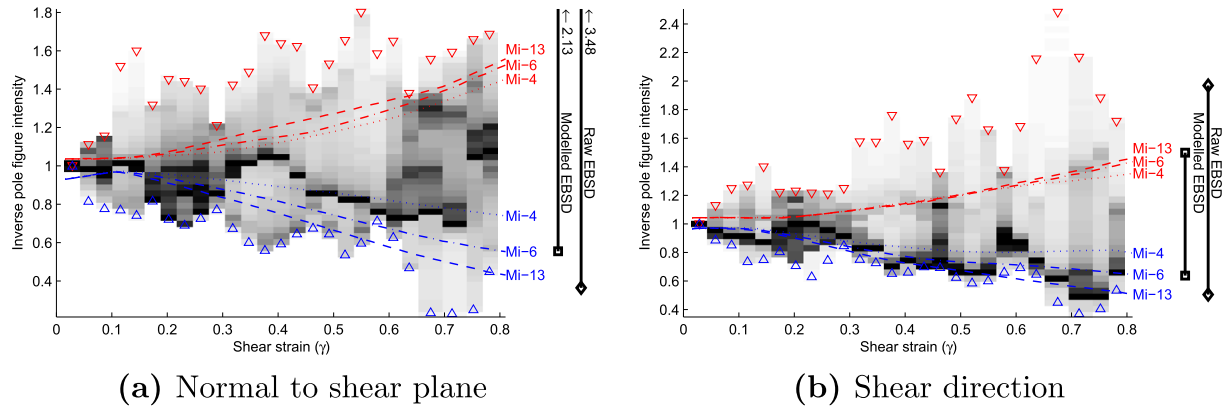 1.8
1.6
1.4
1.2
1
0.8
0.6
0.4
Inverse pole figure intensity
0
0.1
0.2
0.3
0.4
0.5
0.6
0.7
0.8
Shear strain (γ)
Mi−13
Mi−6
Mi−4
Mi−4
Mi−6
Mi−13
← 2.13
Modelled EBSD
← 3.48
Raw EBSD
(a) Normal to shear plane
2.4
2.2
2
1.8
1.6
1.4
1.2
1
0.8
0.6
0.4
Inverse pole figure intensity
0
0.1
0.2
0.3
0.4
0.5
0.6
0.7
0.8
Shear strain (γ)
Mi−13
Mi−6
Mi−4
Mi−4
Mi−6
Mi−13
Modelled EBSD
Raw EBSD
(b) Shear direction